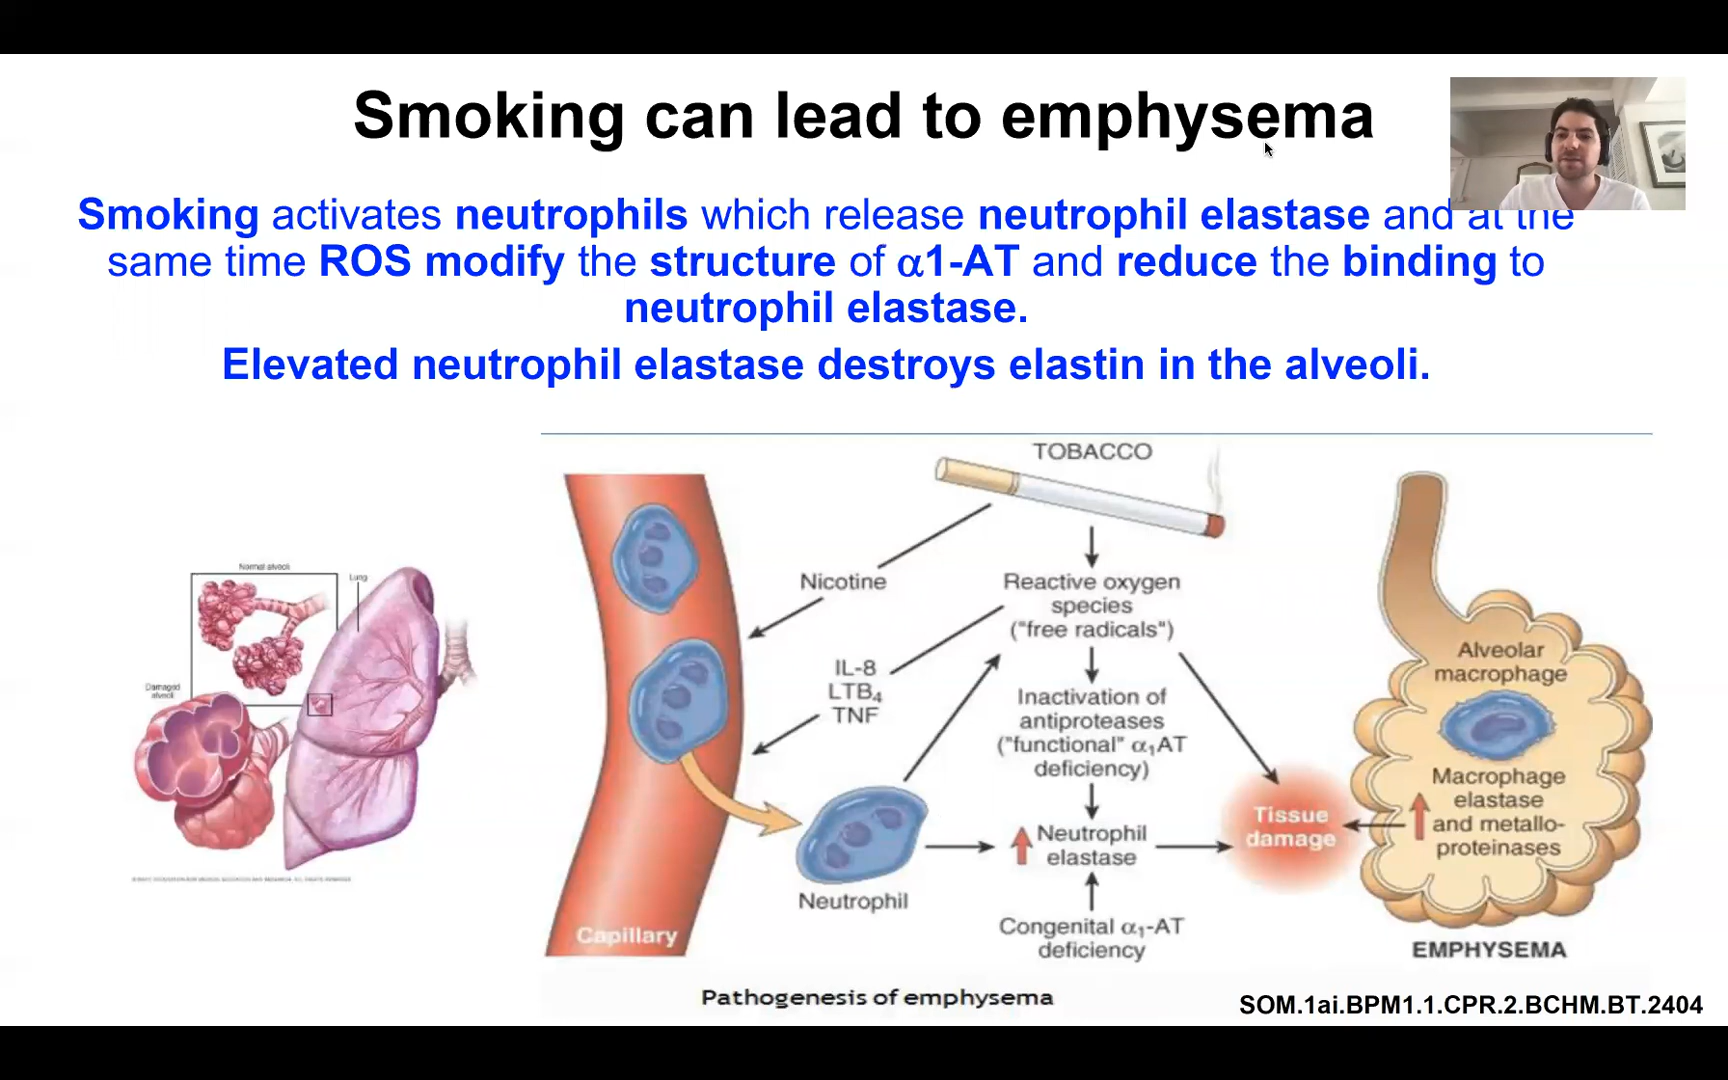 Smoking can lead to emphysema
Smoking activates neutrophils which release neutrophil elastase and at the
same time ROS modify the structure of α1-AT and reduce the binding to
neutrophil elastase.
Elevated neutrophil elastase destroys elastin in the alveoli.
Normal alveoli
Lung
Damaged
alveoli
TOBACCO
Nicotine
Reactive oxygen
species
("free radicals")
IL-8
LTB₄
TNF
Inactivation of
antiproteases
("functional" α₁AT
deficiency)
Neutrophil
elastase
Neutrophil
Capillary
Congenital α₁-AT
deficiency
Tissue
damage
Alveolar
macrophage
Macrophage
elastase
and metallo-
proteinases
EMPHYSEMA
Pathogenesis of emphysema
SOM.1ai.BPM1.1.CPR.2.BCHM.BT.2404